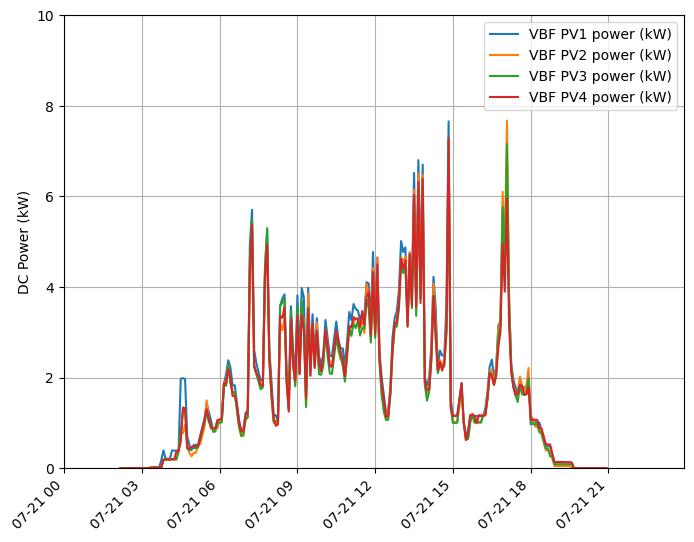 10
8
6
4
2
0
DC Power (kW)
VBF PV1 power (kW)
VBF PV2 power (kW)
VBF PV3 power (kW)
VBF PV4 power (kW)
07-21 00
07-21 03
07-21 06
07-21 09
07-21 12
07-21 15
07-21 18
07-21 21